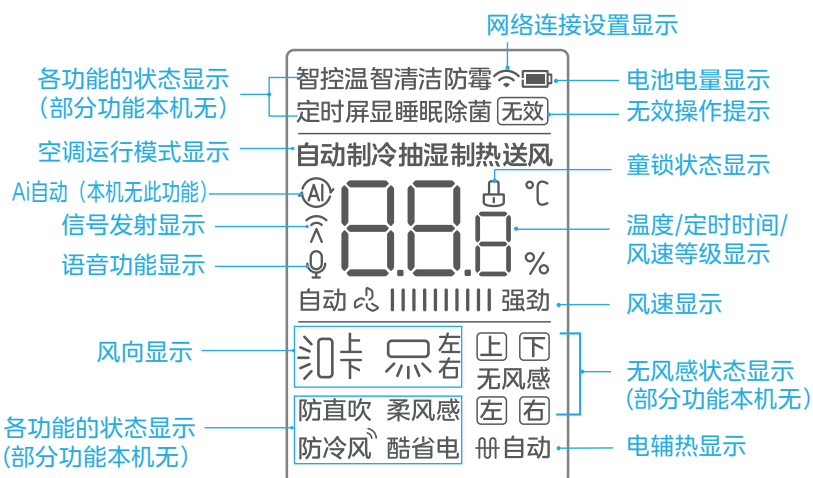 网络连接设置显示
各功能的状态显示
（部分功能本机无）
智控温智清洁防霉
电池电量显示
定时屏显睡眠除菌 无效
无效操作提示
空调运行模式显示
自动制冷抽湿制热送风
童锁状态显示
Ai自动（本机无此功能）
AI
88.8
℃
信号发射显示
温度/定时时间/
风速等级显示
语音功能显示
%
自动
强劲
风速显示
风向显示
上
下
左
右
上 下
无风感
左 右
无风感状态显示
(部分功能本机无)
各功能的状态显示
(部分功能本机无)
防直吹 柔风感
防冷风 酷省电
自动
电辅热显示